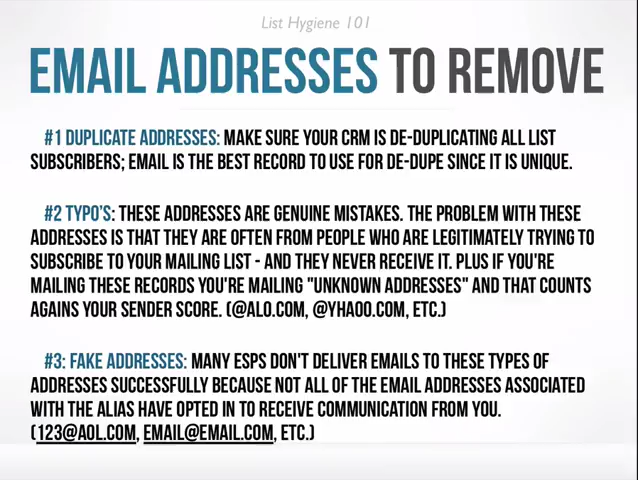 List Hygiene 101
EMAIL ADDRESSES TO REMOVE
#1 DUPLICATE ADDRESSES: MAKE SURE YOUR CRM IS DE-DUPLICATING ALL LIST
SUBSCRIBERS; EMAIL IS THE BEST RECORD TO USE FOR DE-DUPE SINCE IT IS UNIQUE.
#2 TYPO'S: THESE ADDRESSES ARE GENUINE MISTAKES. THE PROBLEM WITH THESE
ADDRESSES IS THAT THEY ARE OFTEN FROM PEOPLE WHO ARE LEGITIMATELY TRYING TO
SUBSCRIBE TO YOUR MAILING LIST - AND THEY NEVER RECEIVE IT. PLUS IF YOU'RE
MAILING THESE RECORDS YOU'RE MAILING "UNKNOWN ADDRESSES" AND THAT COUNTS
AGAINS YOUR SENDER SCORE. (@ALO.COM, @YHAOO.COM, ETC.)
#3: FAKE ADDRESSES: MANY ESPS DON'T DELIVER EMAILS TO THESE TYPES OF
ADDRESSES SUCCESSFULLY BECAUSE NOT ALL OF THE EMAIL ADDRESSES ASSOCIATED
WITH THE ALIAS HAVE OPTED IN TO RECEIVE COMMUNICATION FROM YOU.
(123@AOL.COM, EMAIL@EMAIL.COM, ETC.)